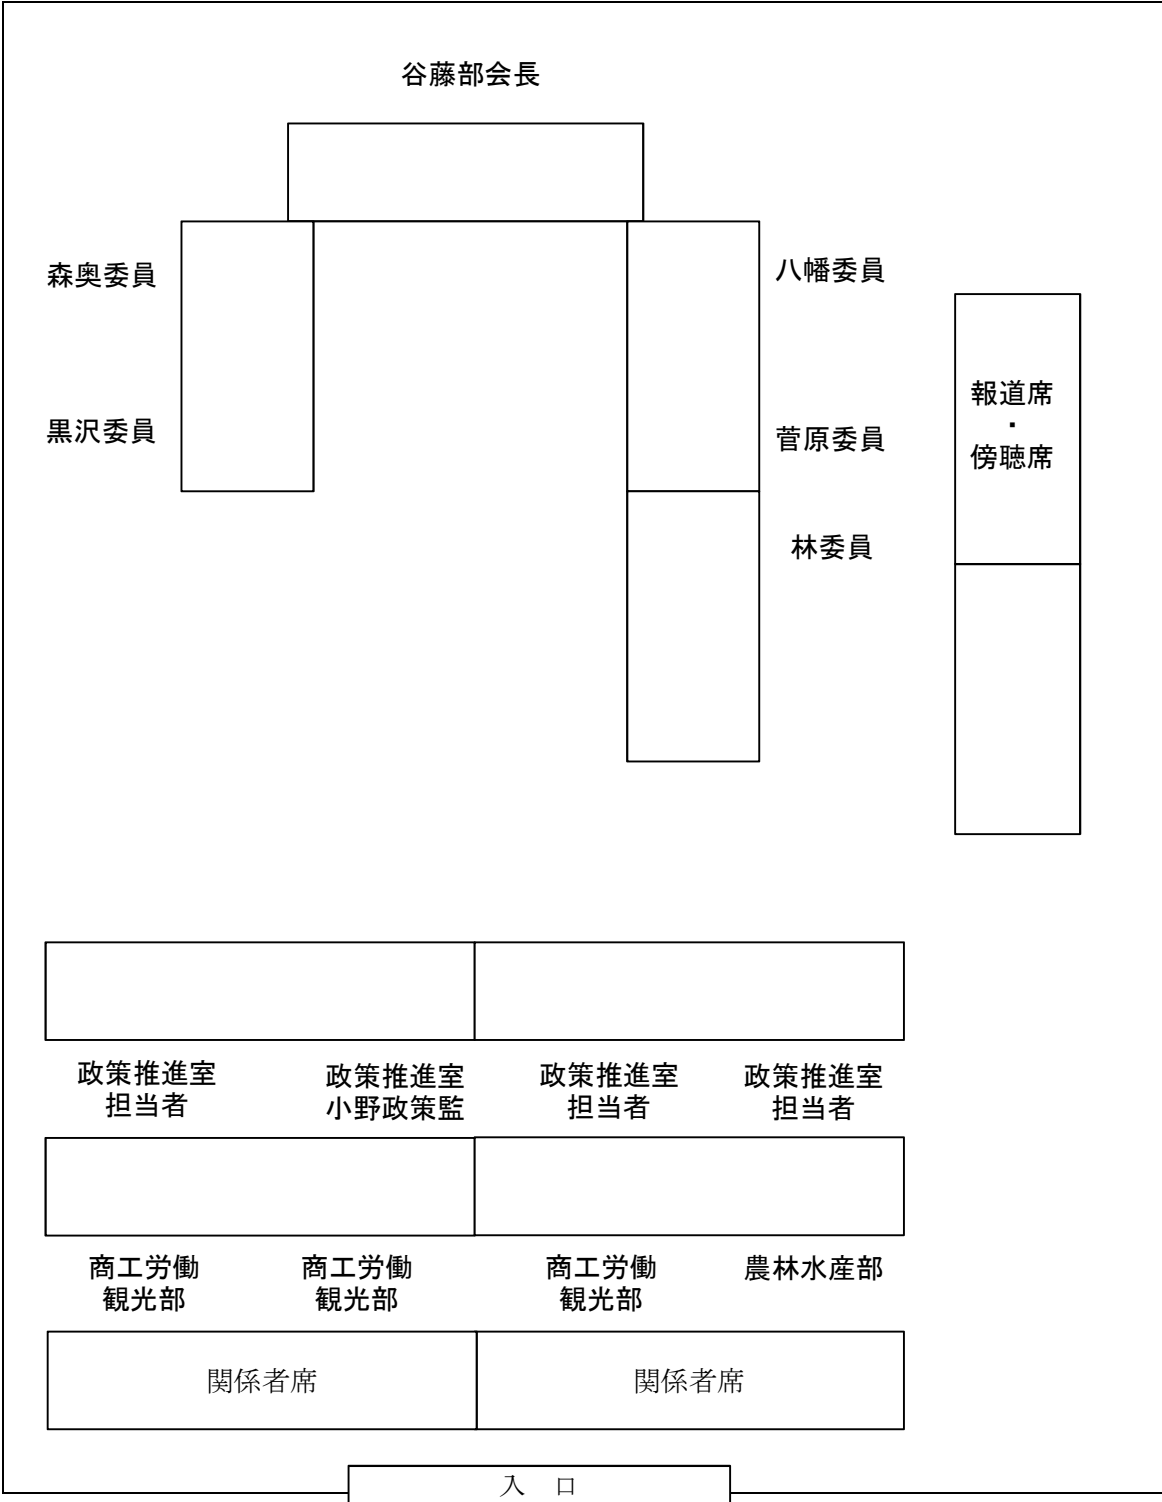 谷藤部会長
森奥委員
八幡委員
黒沢委員
菅原委員
林委員
報道席
・
傍聴席
政策推進室
担当者
政策推進室
小野政策監
政策推進室
担当者
政策推進室
担当者
商工労働
観光部
商工労働
観光部
商工労働
観光部
農林水産部
関係者席
関係者席
入　口